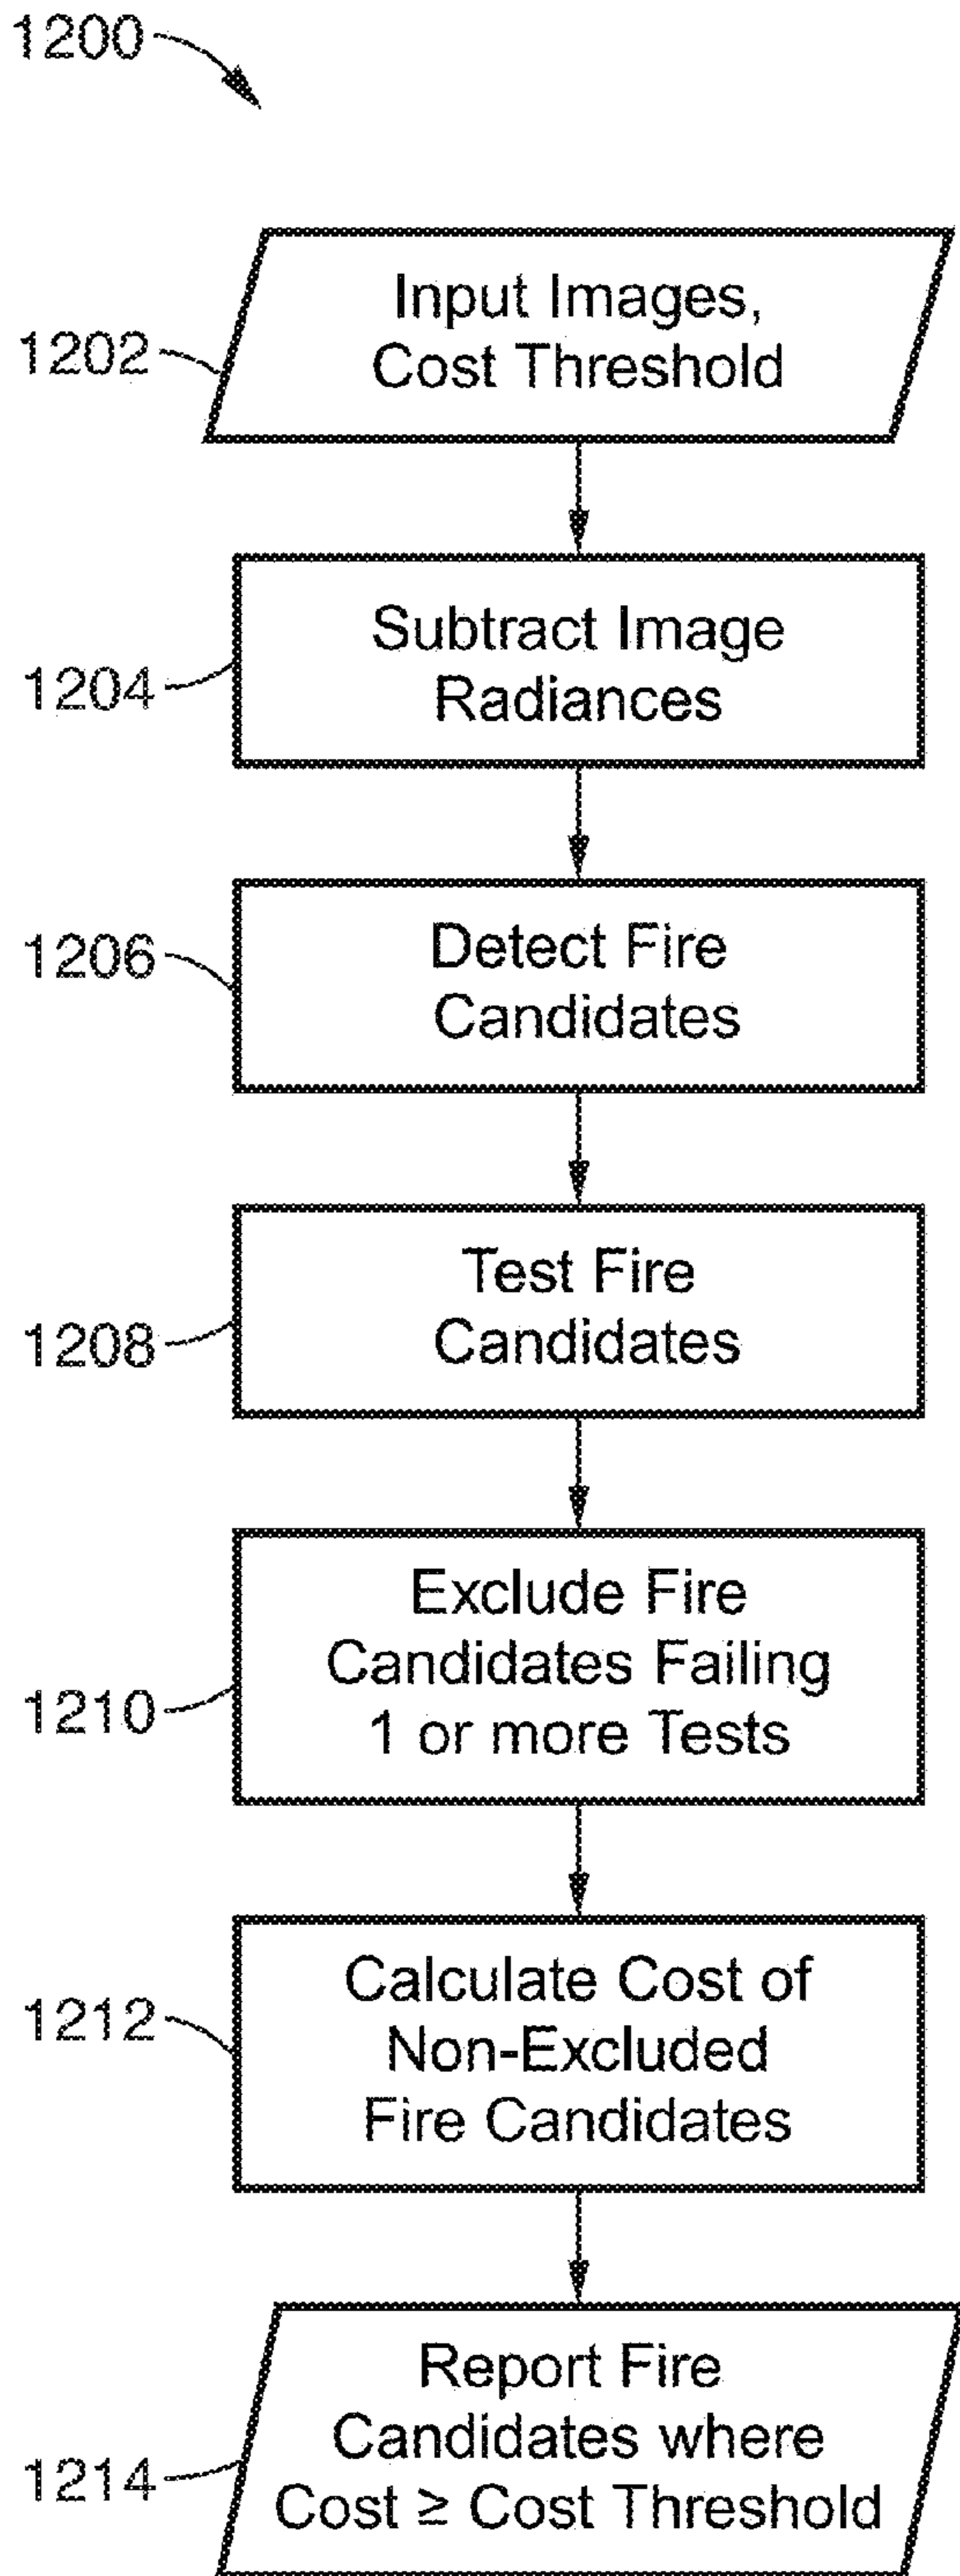 1200
Input Images,
Cost Threshold
1202
Subtract Image
Radiances
1204
Detect Fire
Candidates
1206
Test Fire
Candidates
1208
Exclude Fire
Candidates Failing
1 or more Tests
1210
Calculate Cost of
Non-Excluded
Fire Candidates
1212
Report Fire
Candidates where
Cost ≥ Cost Threshold
1214